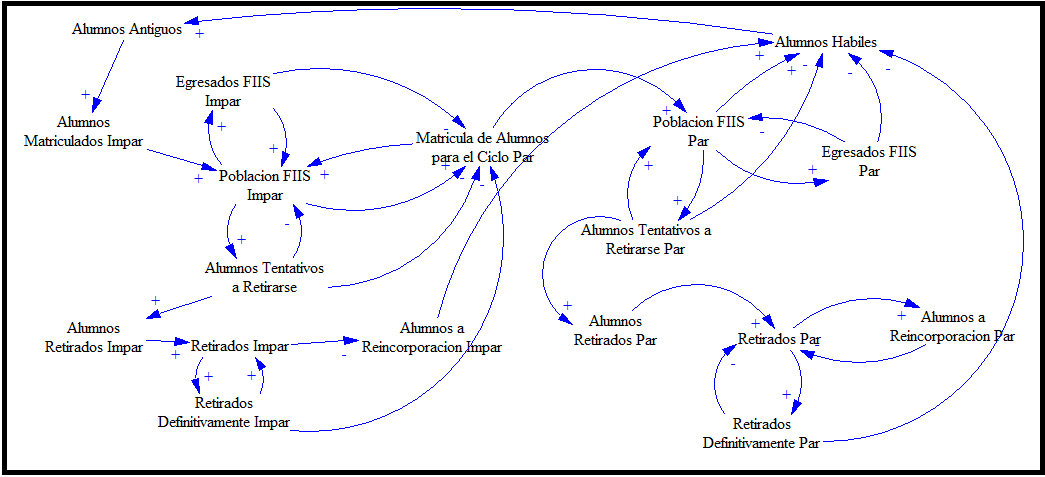 Alumnos Antiguos
+
Alumnos Habiles
+
+
-
-
-
Egresados FIIS
Impar
+
Alumnos
Matriculados Impar
+
+
-
Matricula de Alumnos
para el Ciclo Par
+
Poblacion FIIS
Par
-
Egresados FIIS
Par
+
+
Poblacion FIIS
Impar
+
+
-
-
+
+
+
-
Alumnos Tentativos a
Retirarse Par
+
Alumnos Tentativos
a Retirarse
+
Alumnos
Retirados Impar
+
Retirados Impar
-
Alumnos a
Reincorporacion Impar
+
Alumnos
Retirados Par
+
Retirados Par
+
Alumnos a
Reincorporacion Par
-
+
+
Retirados
Definitivamente Impar
-
+
Retirados
Definitivamente Par